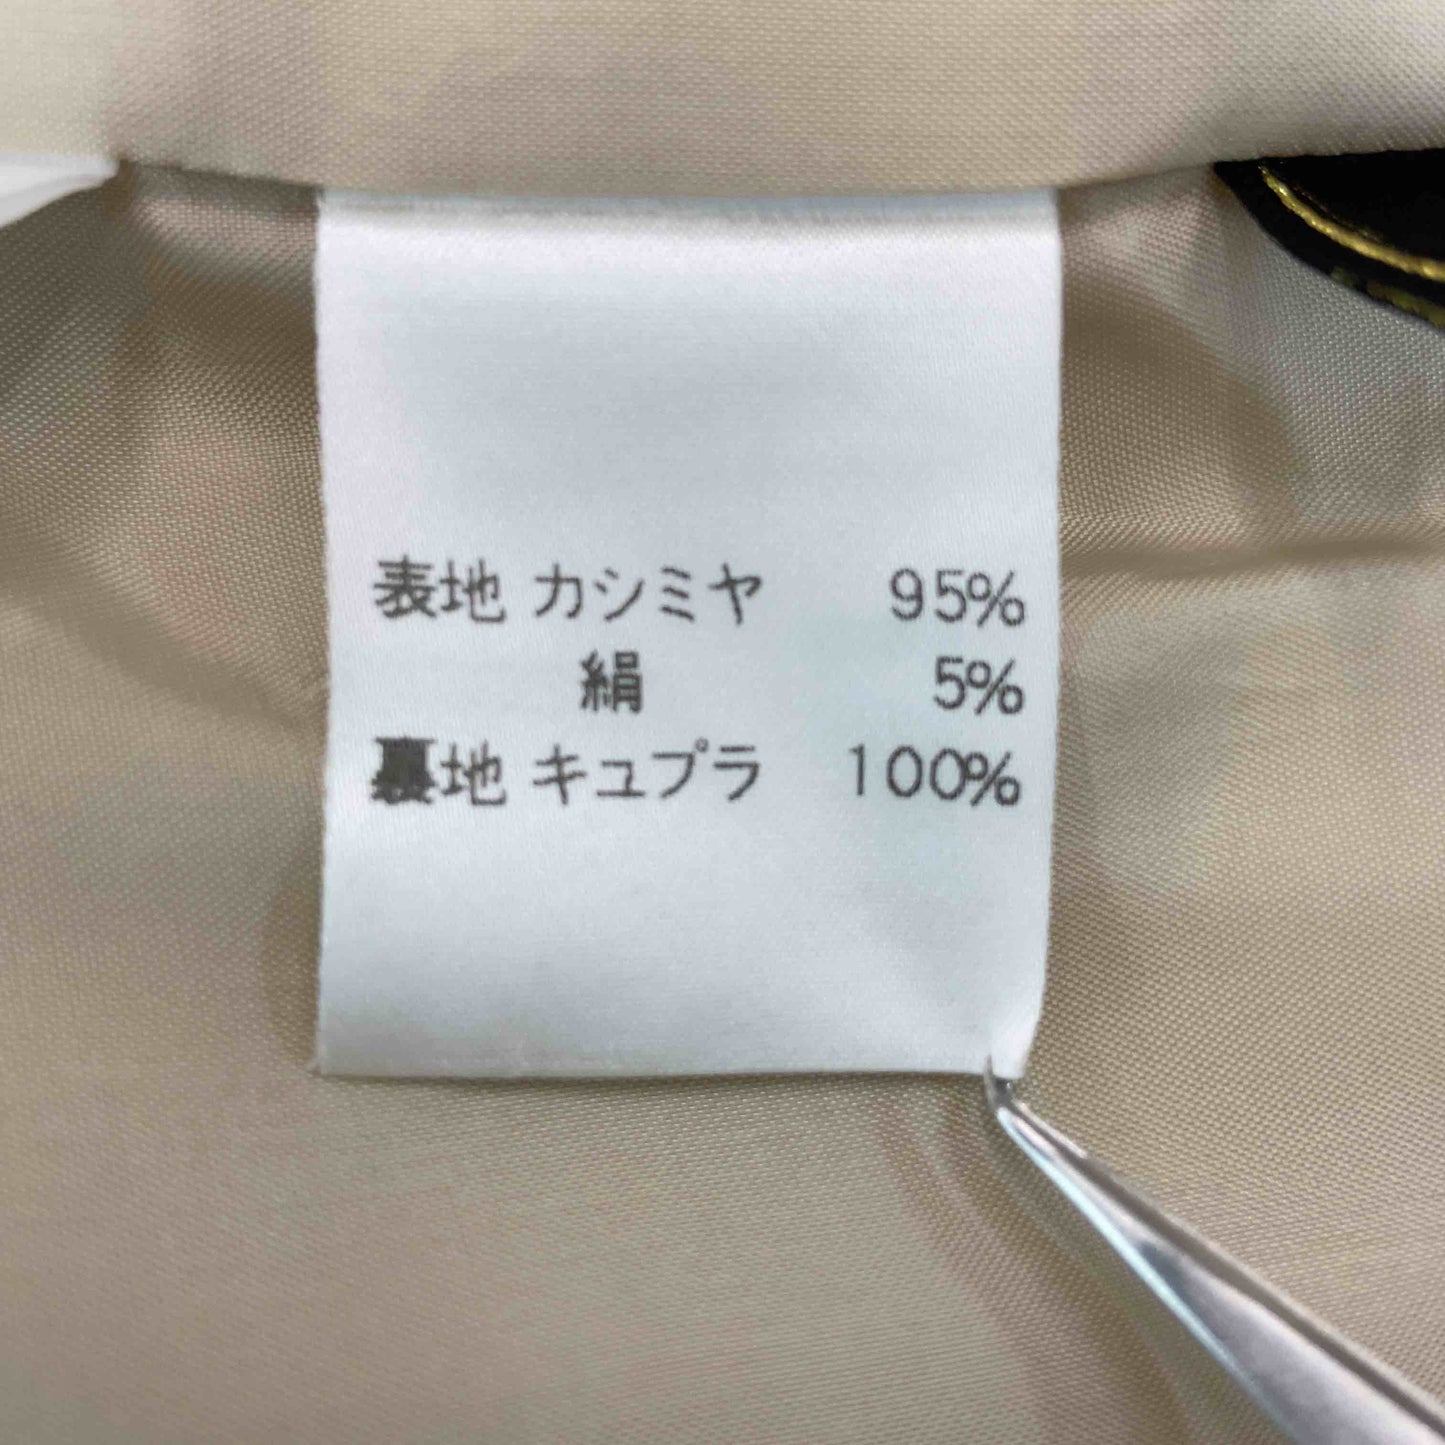 表地 カシミヤ 95%
絹 5%
裏地 キュプラ 100%